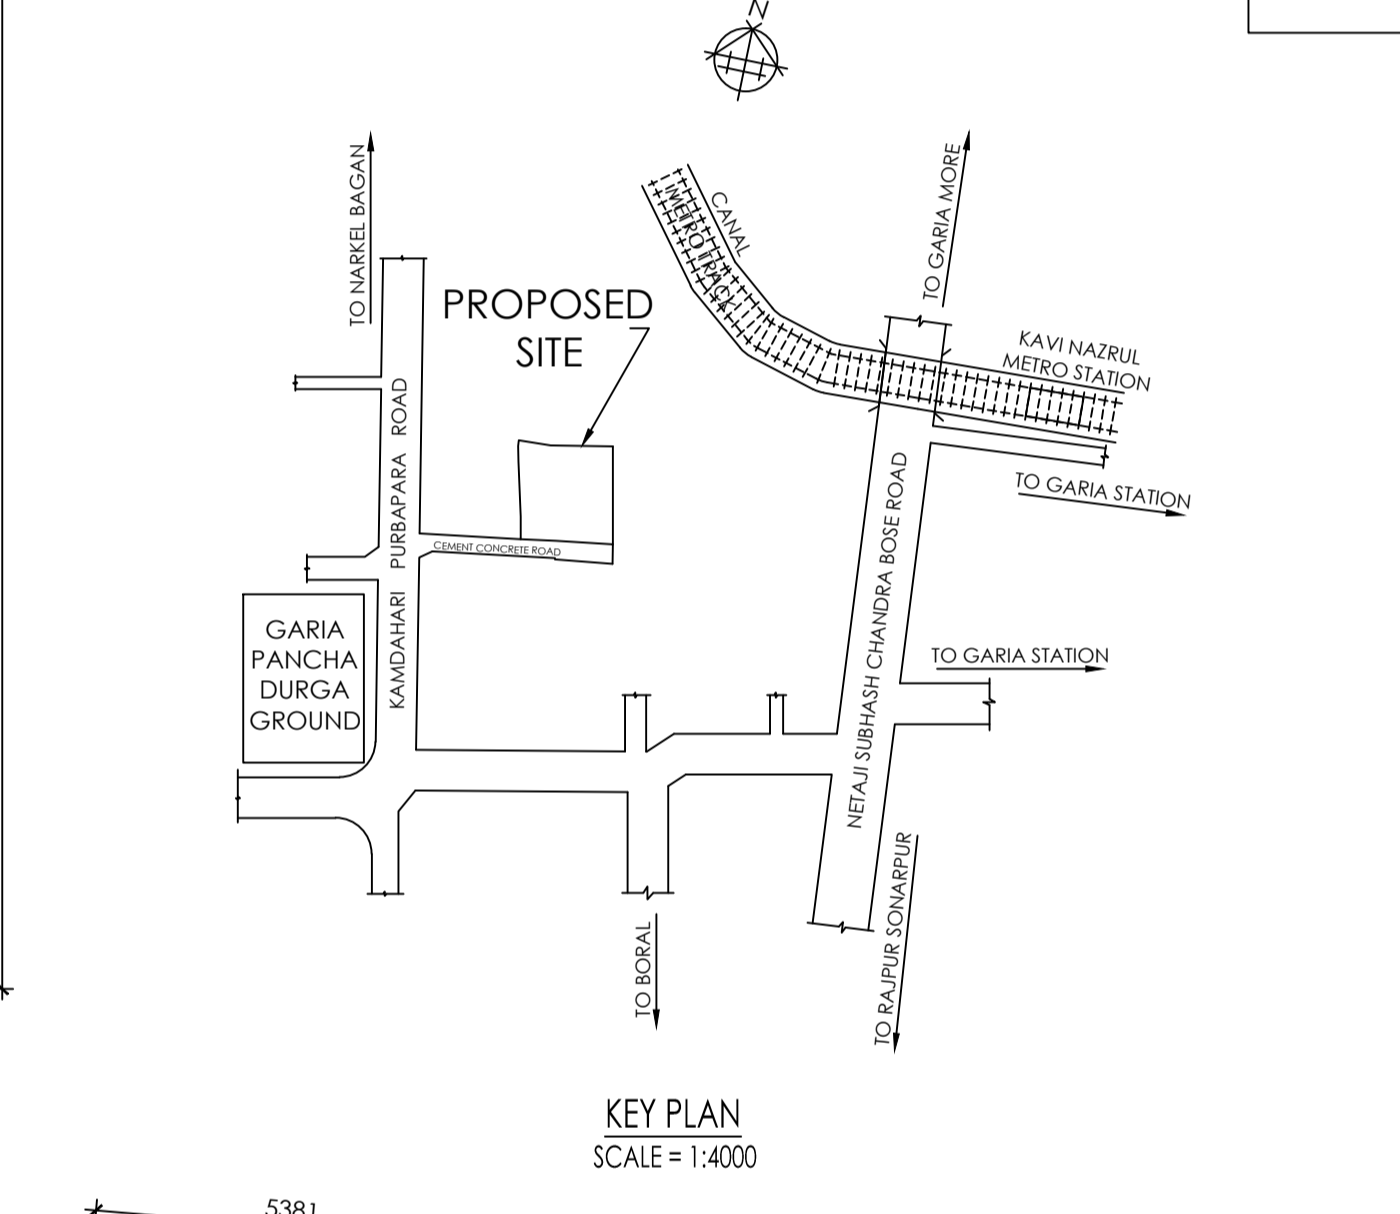 N
TO NARKEL BAGAN
CANAL
METRO TRACK
TO GARIA MORE
PROPOSED
SITE
KAVI NAZRUL
METRO STATION
TO GARIA STATION
KAMDAHARI PURBAPARA ROAD
CEMENT CONCRETE ROAD
NETAJI SUBHASH CHANDRA BOSE ROAD
GARIA
PANCHA
DURGA
GROUND
TO GARIA STATION
TO BORAL
TO RAJPUR SONARPUR
KEY PLAN
SCALE = 1:4000
5381